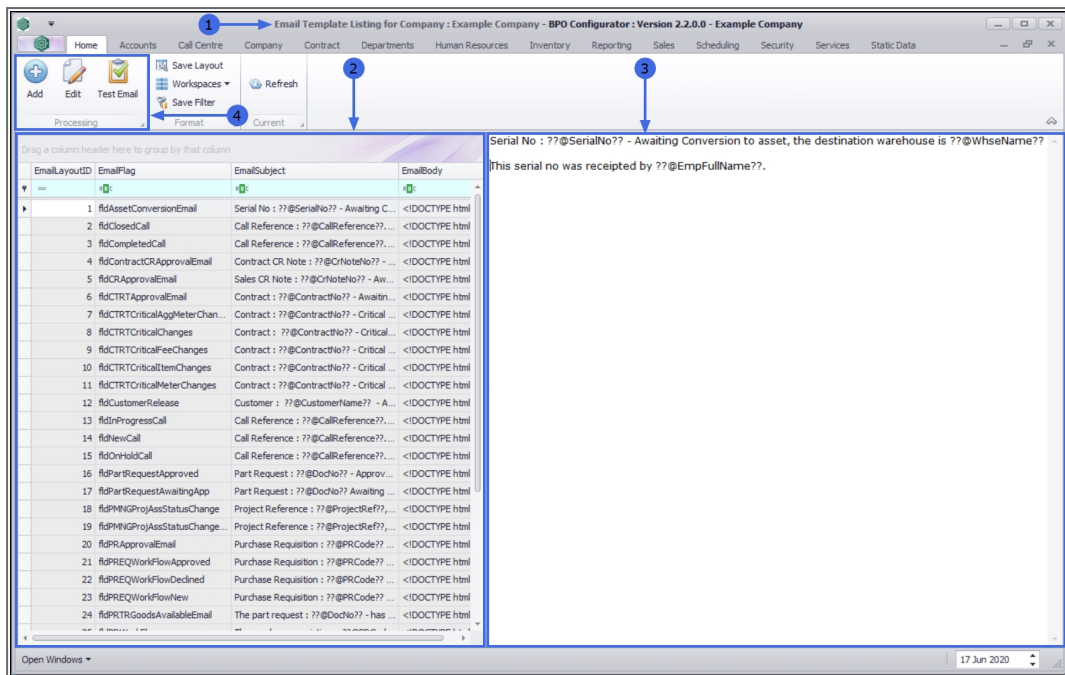 1
Email Template Listing for Company : Example Company - BPO Configurator : Version 2.2.0.0 - Example Company
Home Accounts Call Centre Company Contract Departments Human Resources Inventory Reporting Sales Scheduling Security Services Static Data
Add Edit Test Email
Save Layout
Workspaces
Save Filter
Refresh
2
3
4
Processing Format Current
Drag a column header here to group by that column
EmailLayoutID EmailFlag EmailSubject EmailBody
1 fldAssetConversionEmail Serial No : ??@SerialNo?? - Awaiting C... <!DOCTYPE html
2 fldClosedCall Call Reference : ??@CallReference??.... <!DOCTYPE html
3 fldCompletedCall Call Reference : ??@CallReference??.... <!DOCTYPE html
4 fldContractCRApprovalEmail Contract CR Note : ??@CrNoteNo?? - ... <!DOCTYPE html
5 fldCRApprovalEmail Sales CR Note : ??@CrNoteNo?? - Aw... <!DOCTYPE html
6 fldCTRTApprovalEmail Contract : ??@ContractNo?? - Awaitin... <!DOCTYPE html
7 fldCTRTCriticalAggMeterChan... Contract : ??@ContractNo?? - Critical ... <!DOCTYPE html
8 fldCTRTCriticalChanges Contract : ??@ContractNo?? - Critical... <!DOCTYPE html
9 fldCTRTCriticalFeeChanges Contract : ??@ContractNo?? - Critical ... <!DOCTYPE html
10 fldCTRTCriticalItemChanges Contract : ??@ContractNo?? - Critical ... <!DOCTYPE html
11 fldCTRTCriticalMeterChanges Contract : ??@ContractNo?? - Critical ... <!DOCTYPE html
12 fldCustomerRelease Customer : ??@CustomerName?? - A... <!DOCTYPE html
13 fldInProgressCall Call Reference : ??@CallReference??.... <!DOCTYPE html
14 fldNewCall Call Reference : ??@CallReference??.... <!DOCTYPE html
15 fldOnHoldCall Call Reference : ??@CallReference??.... <!DOCTYPE html
16 fldPartRequestApproved Part Request : ??@DocNo?? - Approv... <!DOCTYPE html
17 fldPartRequestAwaitingApp Part Request : ??@DocNo?? Awaiting ... <!DOCTYPE html
18 fldPMNGProjAssStatusChange Project Reference : ??@ProjectRef??,... <!DOCTYPE html
19 fldPMNGProjAssStatusChange... Project Reference : ??@ProjectRef??,... <!DOCTYPE html
20 fldPRApprovalEmail Purchase Requisition : ??@PRCode?? ... <!DOCTYPE html
21 fldPREQWorkFlowApproved Purchase Requisition : ??@PRCode?? ... <!DOCTYPE html
22 fldPREQWorkFlowDeclined Purchase Requisition : ??@PRCode?? ... <!DOCTYPE html
23 fldPREQWorkFlowNew Purchase Requisition : ??@PRCode?? ... <!DOCTYPE html
24 fldPRTRGoodsAvailableEmail The part request : ??@DocNo?? - has ... <!DOCTYPE html
Serial No : ??@SerialNo?? - Awaiting Conversion to asset, the destination warehouse is ??@WhseName??
This serial no was receipted by ??@EmpFullName??.
Open Windows
17 Jun 2020